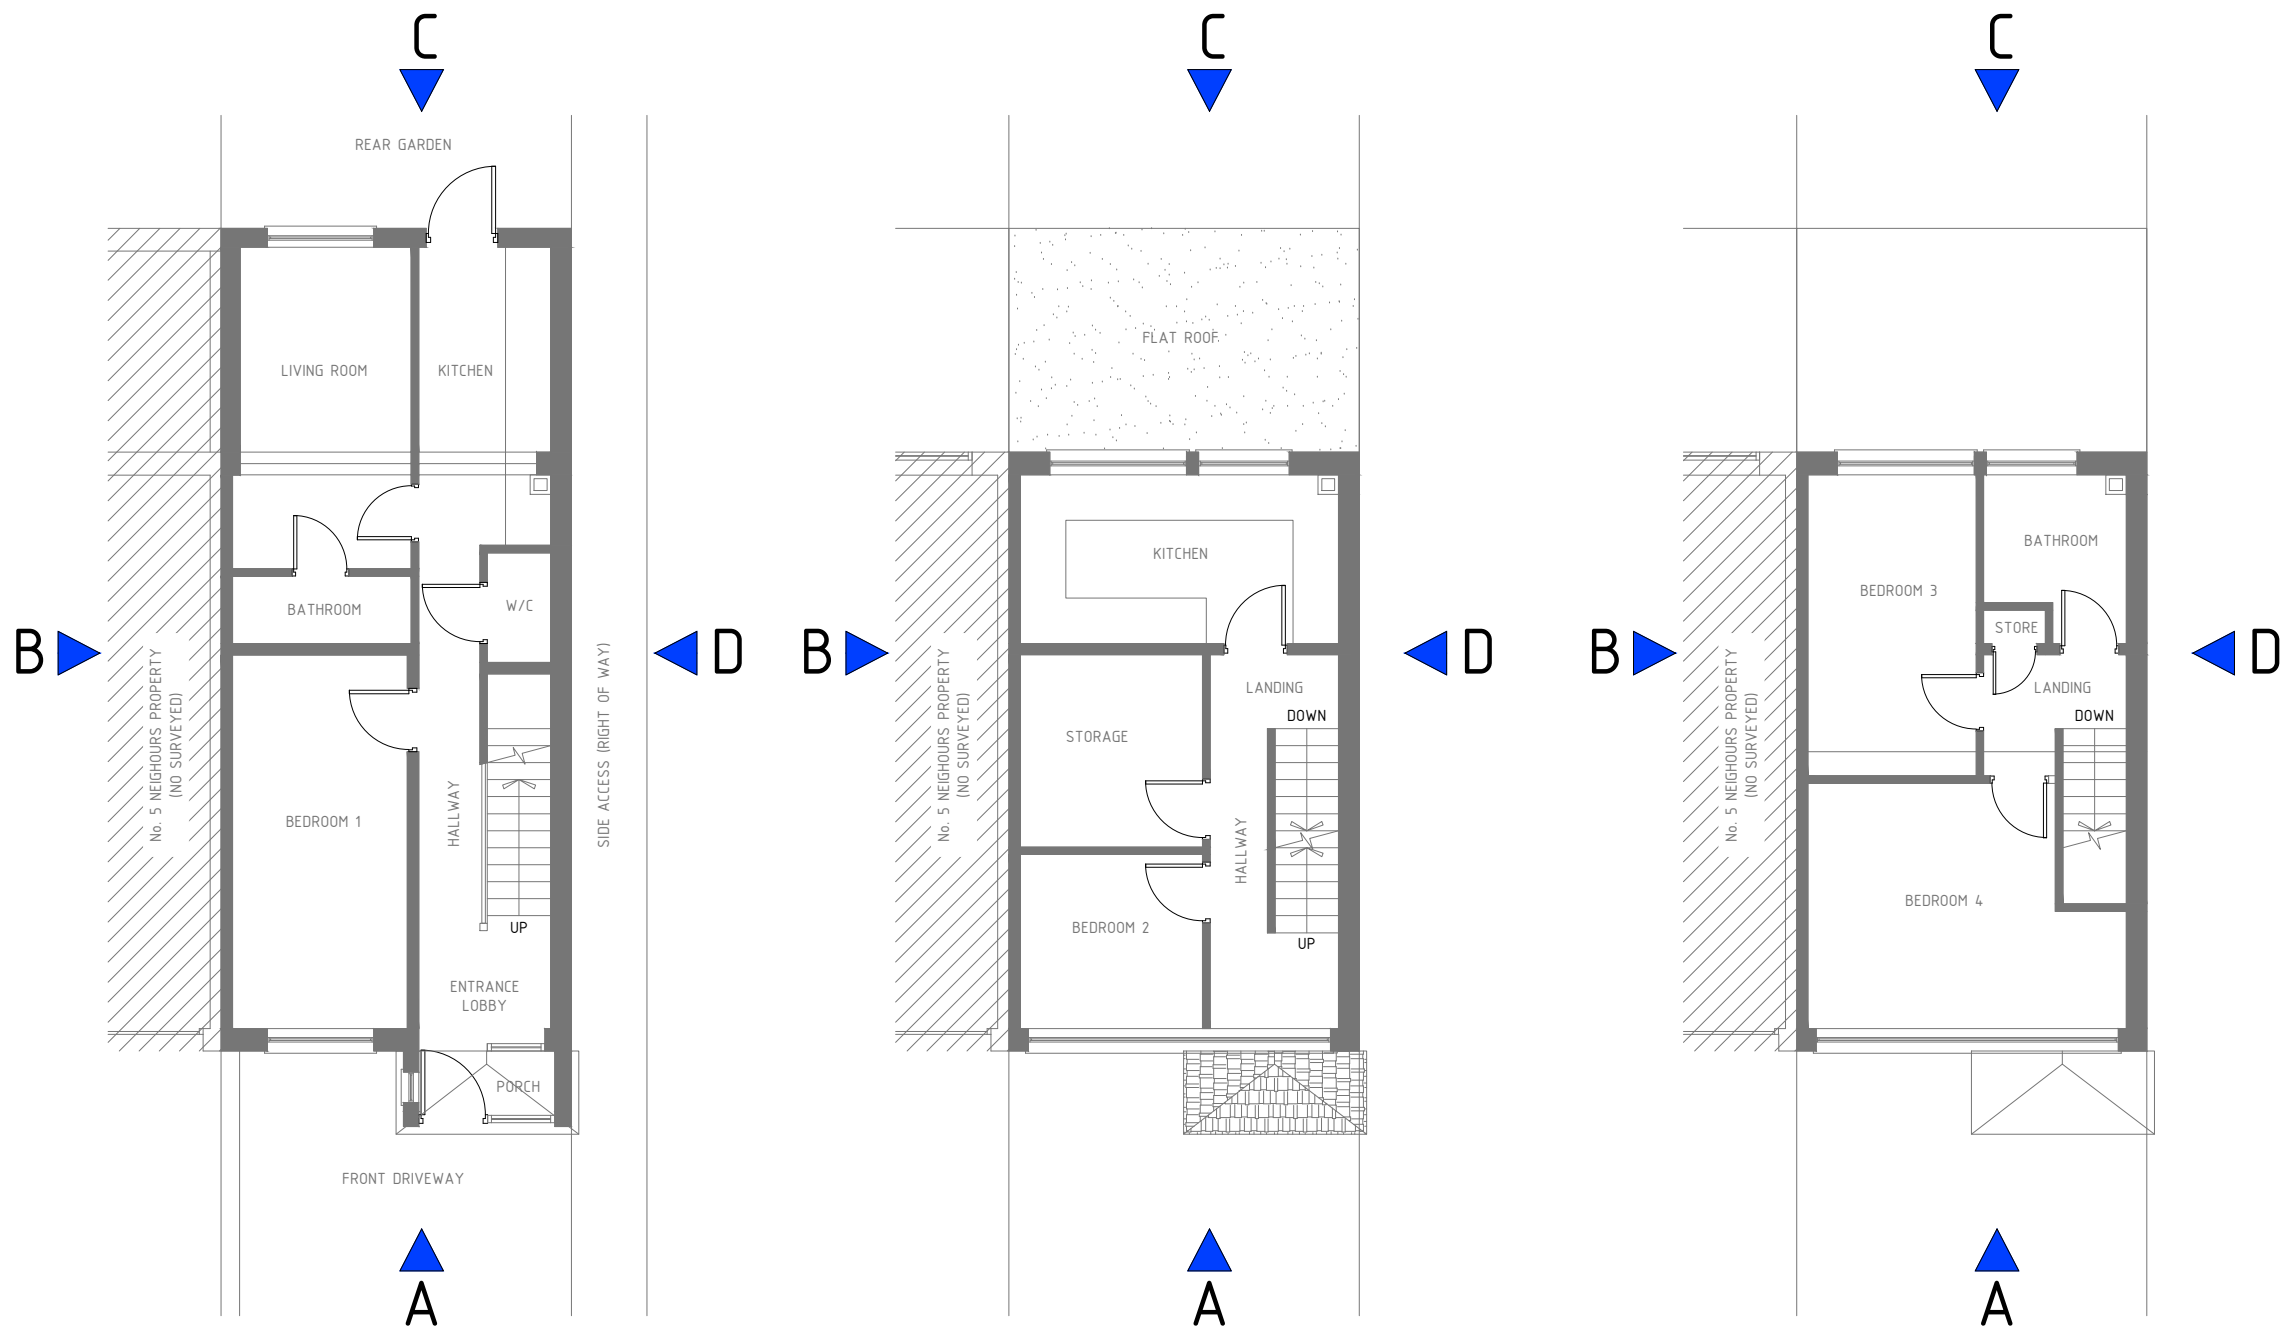 C
REAR GARDEN
LIVING ROOM
KITCHEN
BATHROOM
W/C
B
D
No. 5 NEIGHOURS PROPERTY
(NO SURVEYED)
SIDE ACCESS (RIGHT OF WAY)
BEDROOM 1
HALLWAY
UP
ENTRANCE
LOBBY
PORCH
FRONT DRIVEWAY
A
C
FLAT ROOF
KITCHEN
B
D
No. 5 NEIGHOURS PROPERTY
(NO SURVEYED)
LANDING
DOWN
STORAGE
HALLWAY
BEDROOM 2
UP
A
C
BATHROOM
BEDROOM 3
STORE
B
D
No. 5 NEIGHOURS PROPERTY
(NO SURVEYED)
LANDING
DOWN
BEDROOM 4
A